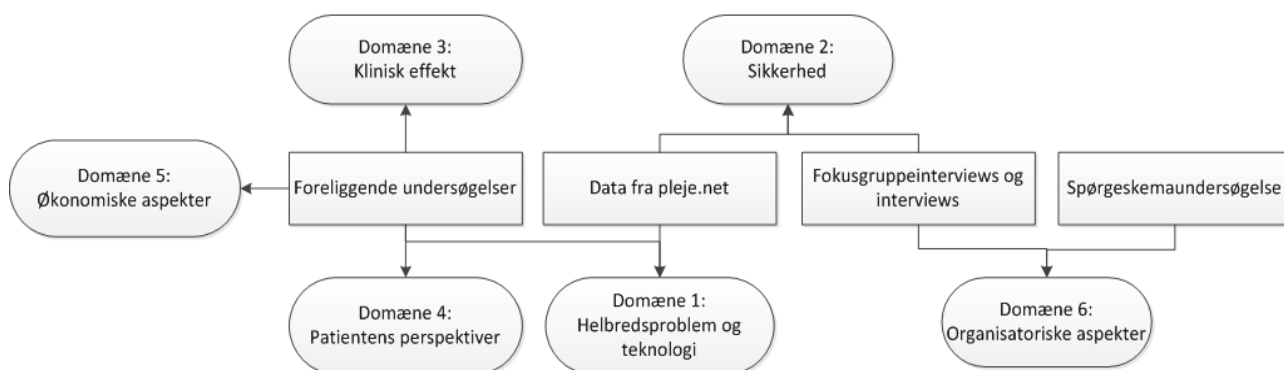 Domæne 3:
Klinisk effekt
Domæne 2:
Sikkerhed
Domæne 5:
Økonomiske aspekter
Foreliggende undersøgelser
Data fra pleje.net
Fokusgruppeinterviews og
interviews
Spørgeskemaundersøgelse
Domæne 4:
Patientens perspektiver
Domæne 1:
Helbredsproblem og
teknologi
Domæne 6:
Organisatoriske aspekter